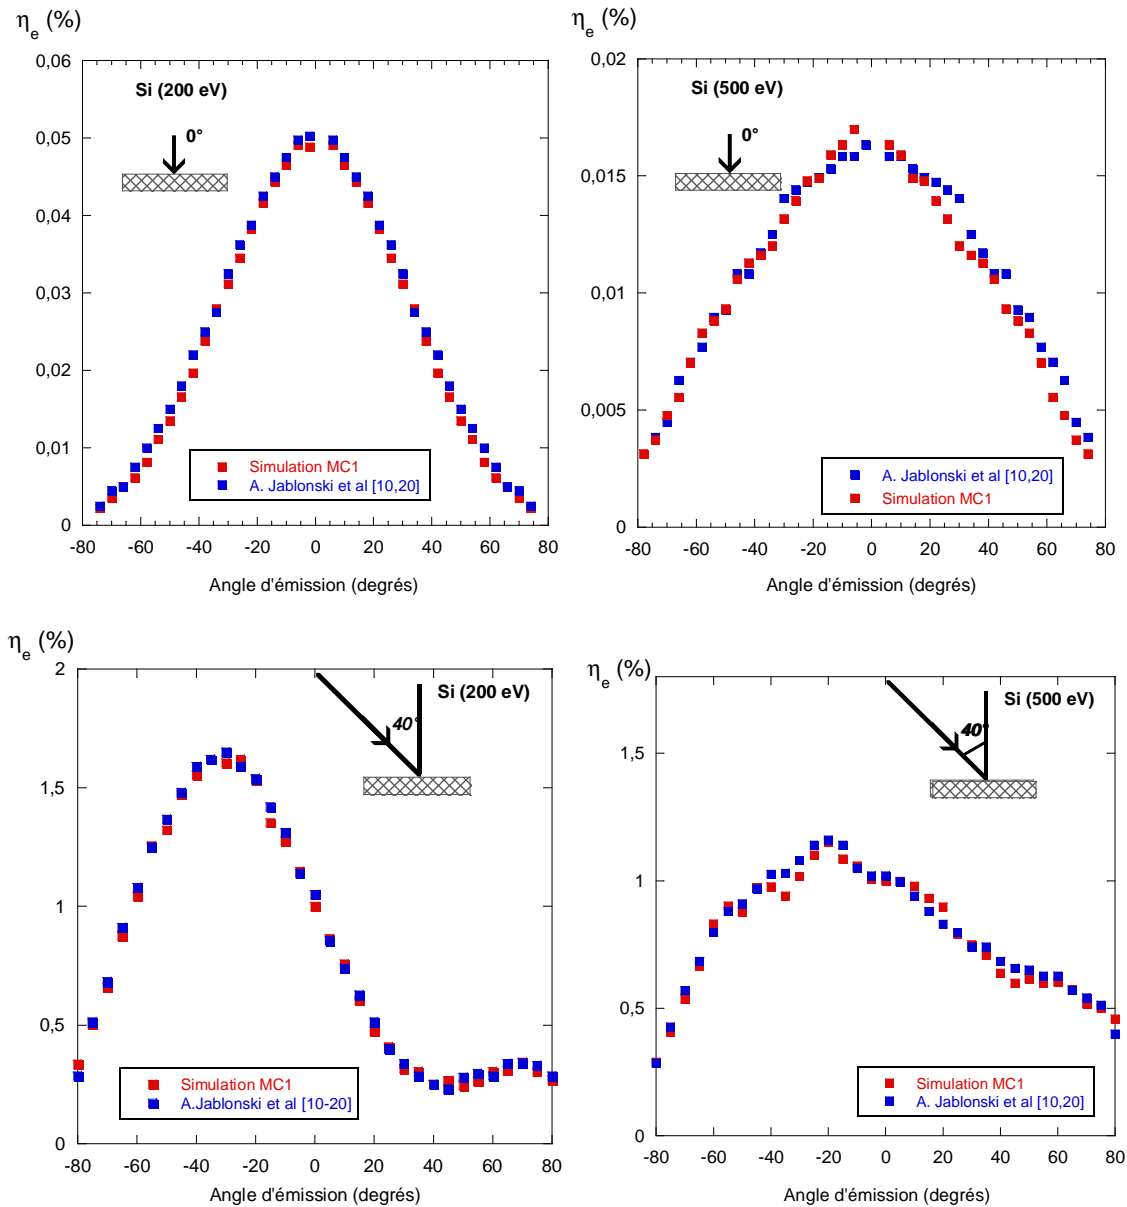 η_e (%)
0,06
0,05
0,04
0,03
0,02
0,01
0
Si (200 eV)
0°
Simulation MC1
A. Jablonski et al [10,20]
-80 -60 -40 -20 0 20 40 60 80
Angle d'émission (degrés)
η_e (%)
0,02
0,015
0,01
0,005
0
Si (500 eV)
0°
A. Jablonski et al [10,20]
Simulation MC1
-80 -60 -40 -20 0 20 40 60 80
Angle d'émission (degrés)
η_e (%)
2
1,5
1
0,5
0
Si (200 eV)
40°
Simulation MC1
A.Jablonski et al [10-20]
-80 -60 -40 -20 0 20 40 60 80
Angle d'émission (degrés)
η_e (%)
1,5
1
0,5
0
Si (500 eV)
40°
Simulation MC1
A. Jablonski et al [10,20]
-80 -60 -40 -20 0 20 40 60 80
Angle d'émission (degrés)